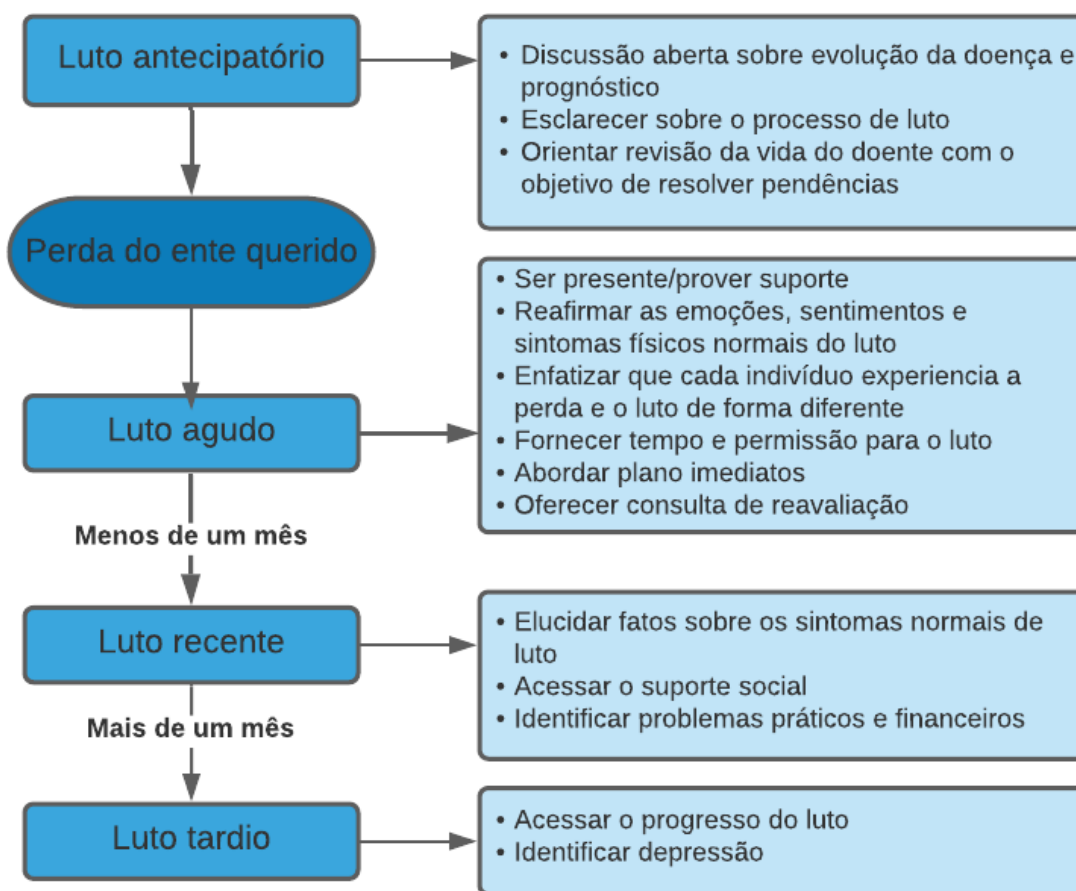 Luto antecipatório
• Discussão aberta sobre evolução da doença e
prognóstico
• Esclarecer sobre o processo de luto
• Orientar revisão da vida do doente com o
objetivo de resolver pendências
Perda do ente querido
• Ser presente/prover suporte
• Reafirmar as emoções, sentimentos e
sintomas físicos normais do luto
• Enfatizar que cada indivíduo experiencia a
perda e o luto de forma diferente
• Fornecer tempo e permissão para o luto
• Abordar plano imediatos
• Oferecer consulta de reavaliação
Luto agudo
Menos de um mês
Luto recente
• Elucidar fatos sobre os sintomas normais de
luto
• Acessar o suporte social
• Identificar problemas práticos e financeiros
Mais de um mês
Luto tardio
• Acessar o progresso do luto
• Identificar depressão